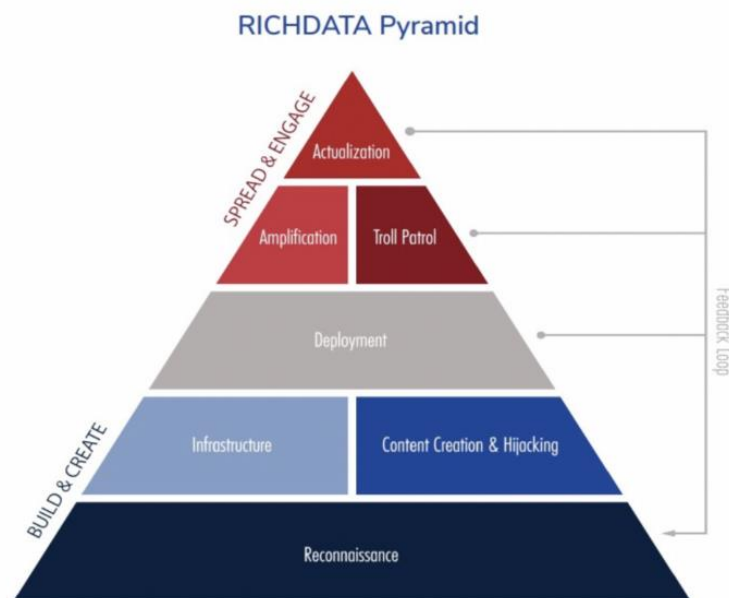 RICHDATA Pyramid
SPREAD & ENGAGE
Actualization
Amplification
Troll Patrol
Deployment
Feedback Loop
BUILD & CREATE
Infrastructure
Content Creation & Hijacking
Reconnaissance